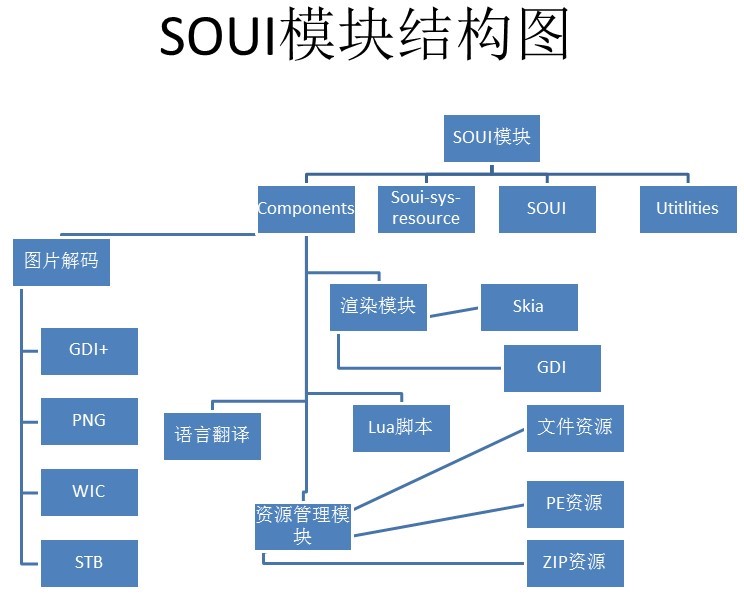 SOUI模块结构图
SOUI模块
Components
Soui-sys-
resource
SOUI
Utitlities
图片解码
渲染模块
Skia
GDI+
GDI
PNG
语言翻译
Lua脚本
文件资源
WIC
资源管理模
块
PE资源
STB
ZIP资源